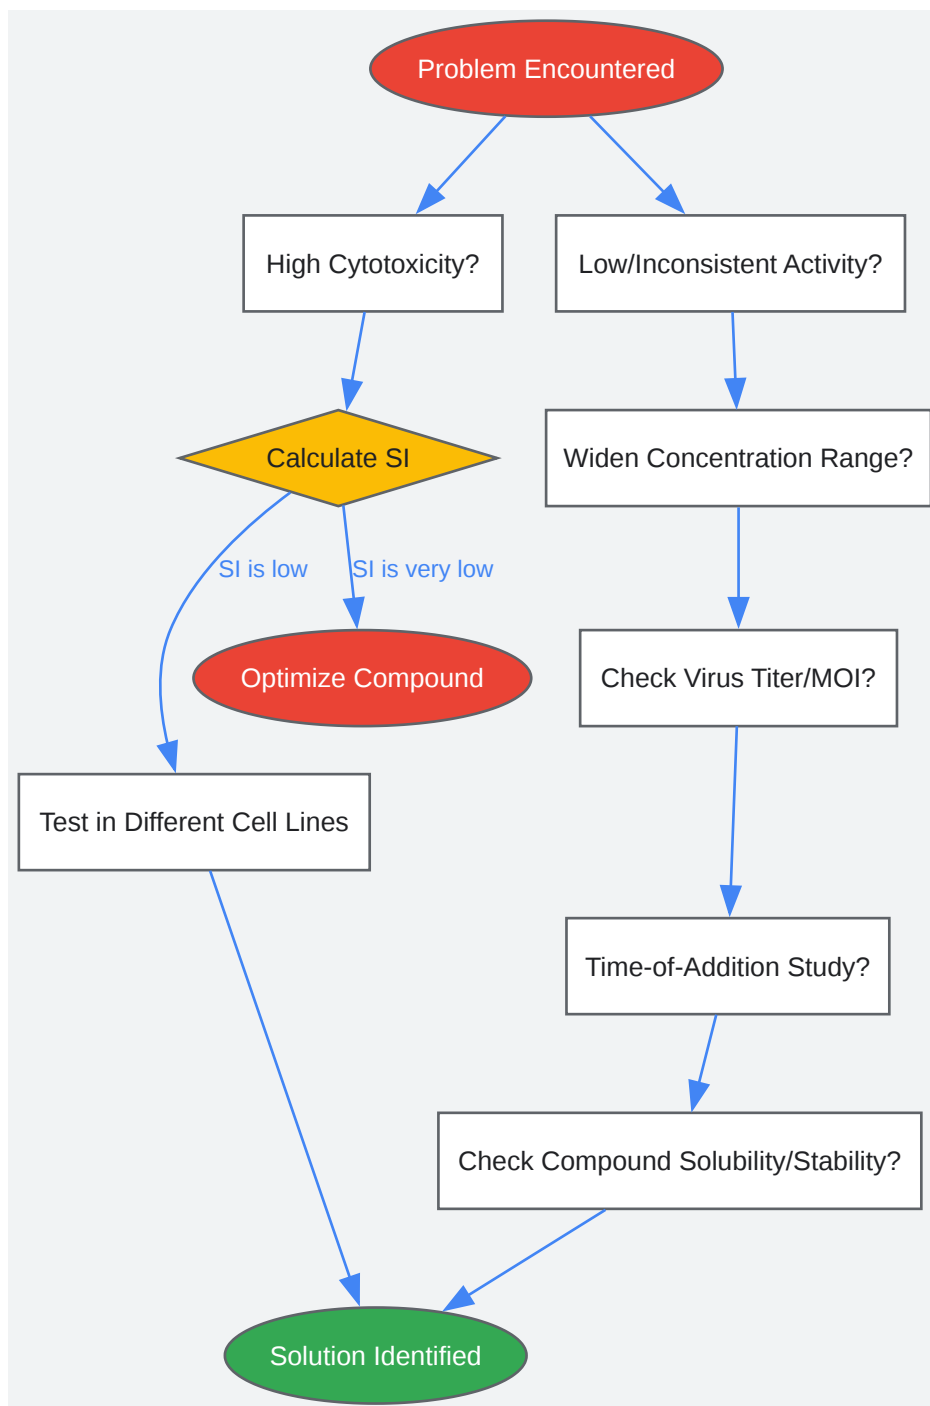 Problem Encountered
High Cytotoxicity?
Low/Inconsistent Activity?
Calculate SI
Widen Concentration Range?
SI is low
SI is very low
Optimize Compound
Check Virus Titer/MOI?
Test in Different Cell Lines
Time-of-Addition Study?
Check Compound Solubility/Stability?
Solution Identified